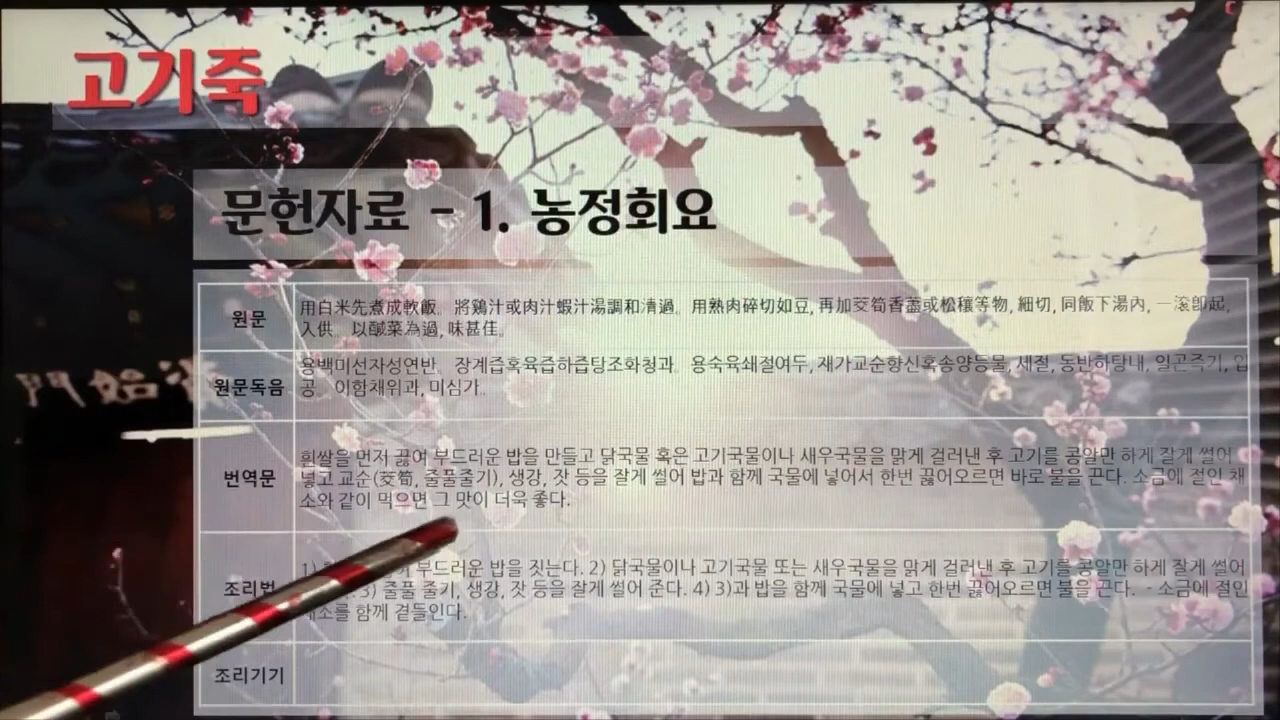 고기죽
문헌자료 - 1. 농정회요
원문
用白米先煮成軟飯。將鷄汁或肉汁蝦汁湯調和淸過。用熟肉碎切如豆, 再加茭筍香藎或松穰等物, 細切, 同飯下湯內, 一滚卽起,
入供。以醎菜為過, 味甚佳。
원문독음
용백미선자성연반. 장계즙혹육즙하즙탕조화청과. 용숙육쇄절여두, 재가교순향신혹송양등물, 세절, 동반하탕내, 일곤즉기, 입
공. 이함채위과, 미심가.
번역문
흰쌀을 먼저 끓여 부드러운 밥을 만들고 닭국물 혹은 고기국물이나 새우국물을 맑게 걸러낸 후 고기를 콩알만 하게 잘게 썰어
넣고 교순(茭筍, 줄풀줄기), 생강, 잣 등을 잘게 썰어 밥과 함께 국물에 넣어서 한번 끓어오르면 바로 불을 끈다. 소금에 절인 채
소와 같이 먹으면 그 맛이 더욱 좋다.
조리법
1) 부드러운 밥을 짓는다. 2) 닭국물이나 고기국물 또는 새우국물을 맑게 걸러낸 후 고기를 콩알만 하게 잘게 썰어
3) 줄풀 줄기, 생강, 잣 등을 잘게 썰어 준다. 4) 3)과 밥을 함께 국물에 넣고 한번 끓어오르면 불을 끈다. - 소금에 절인
채소를 함께 곁들인다.
조리기기
門始